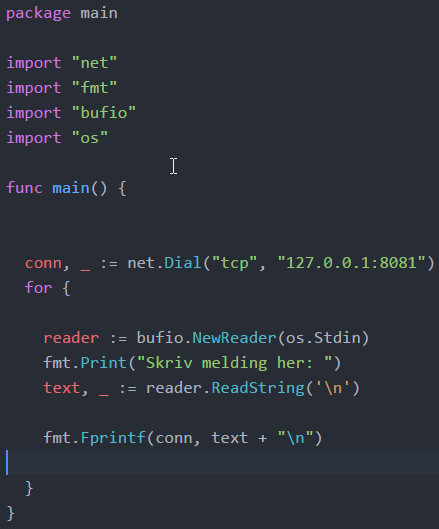 package main
import "net"
import "fmt"
import "bufio"
import "os"
func main() {
conn, _ := net.Dial("tcp", "127.0.0.1:8081")
for {
reader := bufio.NewReader(os.Stdin)
fmt.Print("Skriv melding her: ")
text, _ := reader.ReadString('\n')
fmt.Fprintf(conn, text + "\n")
}
}